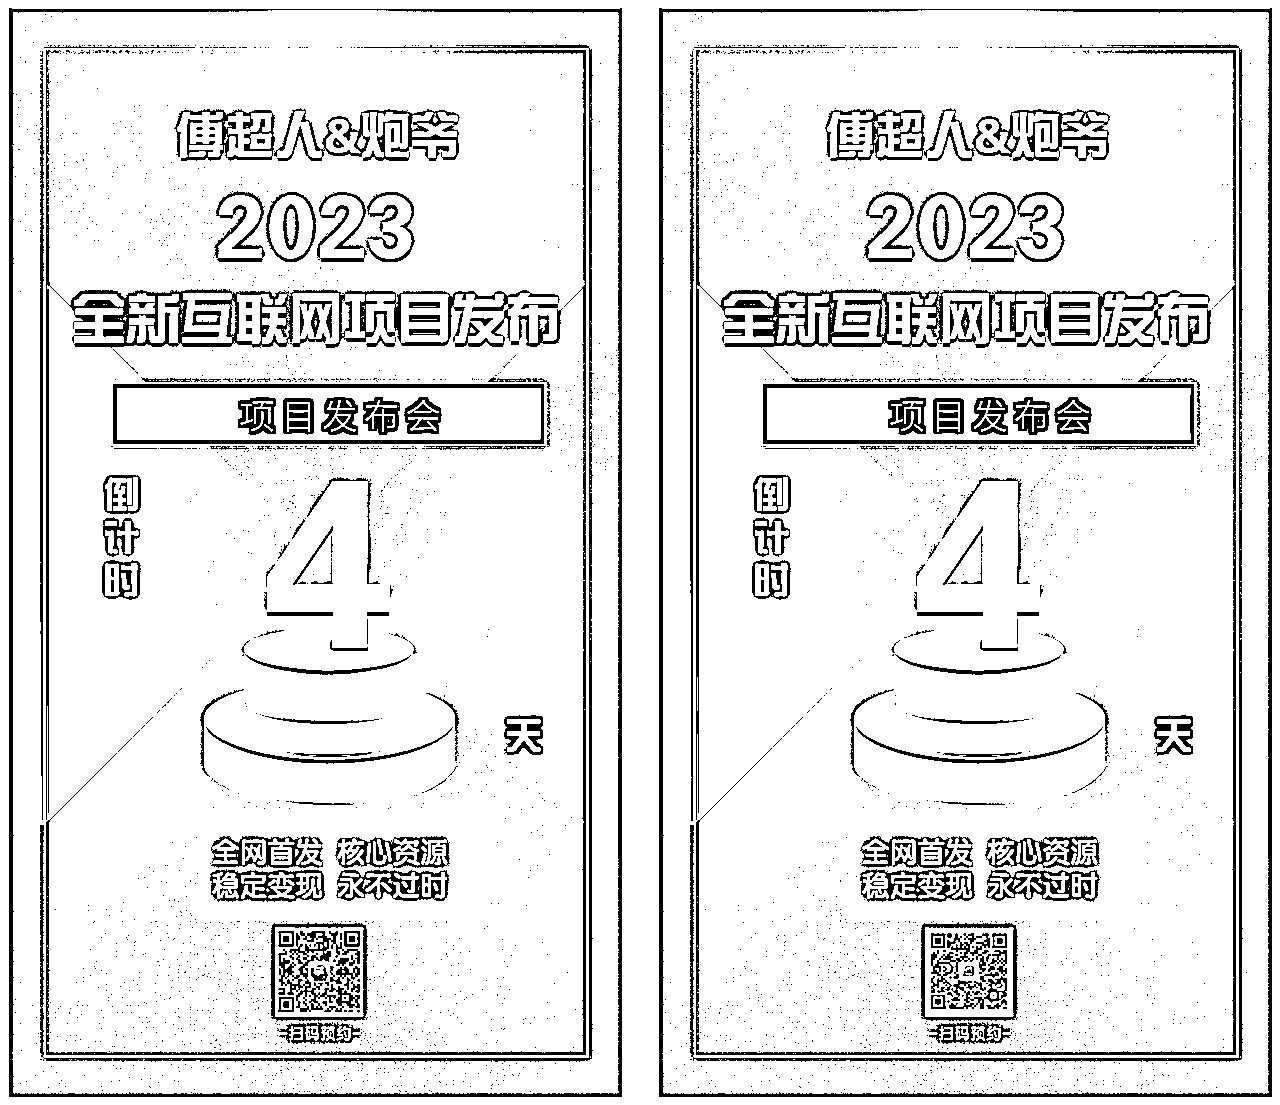 傅超人&炮爷
2023
全新互联网项目发布
项目发布会
倒计时
4
天
全网首发 核心资源
稳定变现 永不过时
扫码预约
傅超人&炮爷
2023
全新互联网项目发布
项目发布会
倒计时
4
天
全网首发 核心资源
稳定变现 永不过时
扫码预约